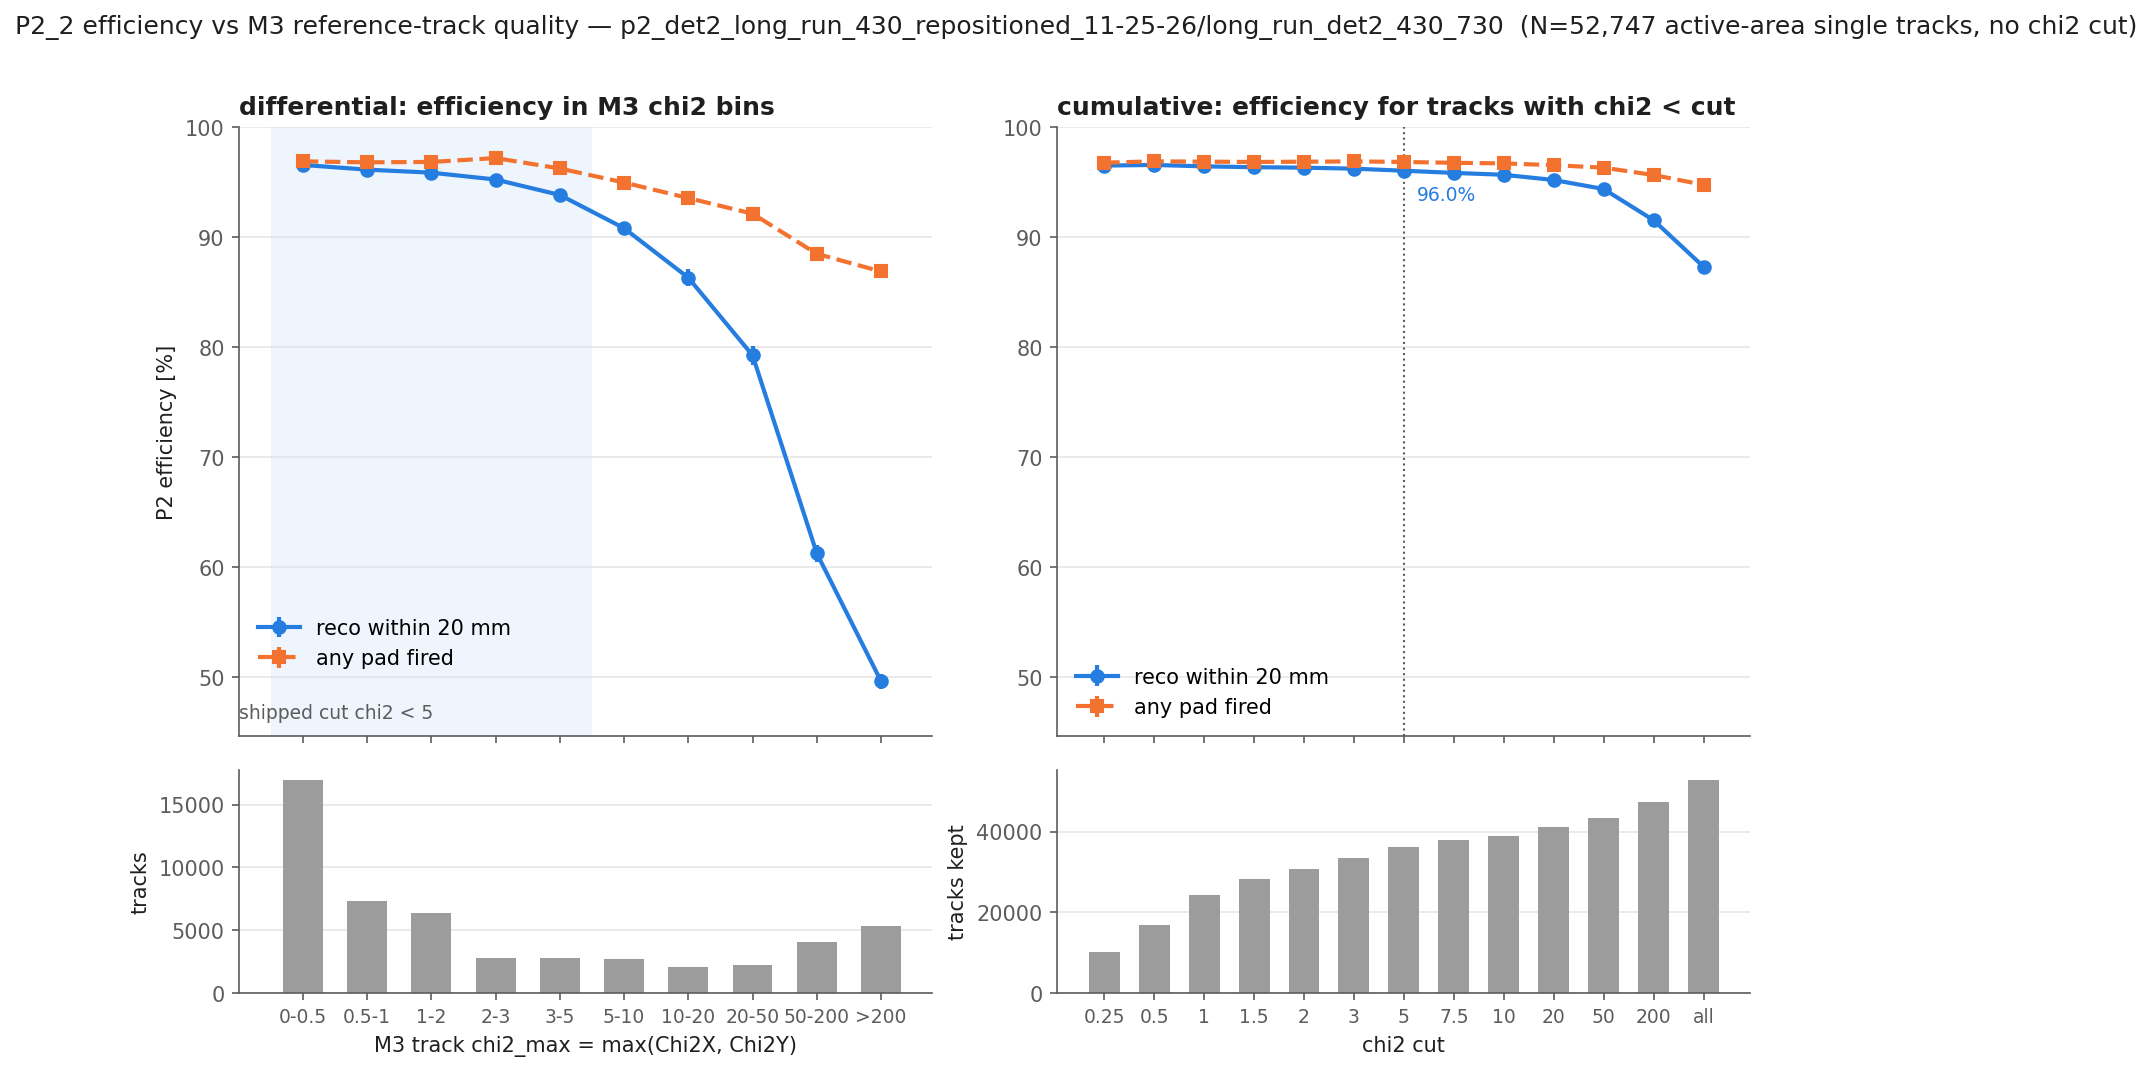 P2_2 efficiency vs M3 reference-track quality — p2_det2_long_run_430_repositioned_11-25-26/long_run_det2_430_730  (N=52,747 active-area single tracks, no chi2 cut)
differential: efficiency in M3 chi2 bins
100
90
80
70
60
50
P2 efficiency [%]
reco within 20 mm
any pad fired
shipped cut chi2 < 5
15000
10000
5000
0
tracks
0-0.5 0.5-1 1-2 2-3 3-5 5-10 10-20 20-50 50-200 >200
M3 track chi2_max = max(Chi2X, Chi2Y)
cumulative: efficiency for tracks with chi2 < cut
100
90
80
70
60
50
96.0%
reco within 20 mm
any pad fired
40000
20000
0
tracks kept
0.25 0.5 1 1.5 2 3 5 7.5 10 20 50 200 all
chi2 cut